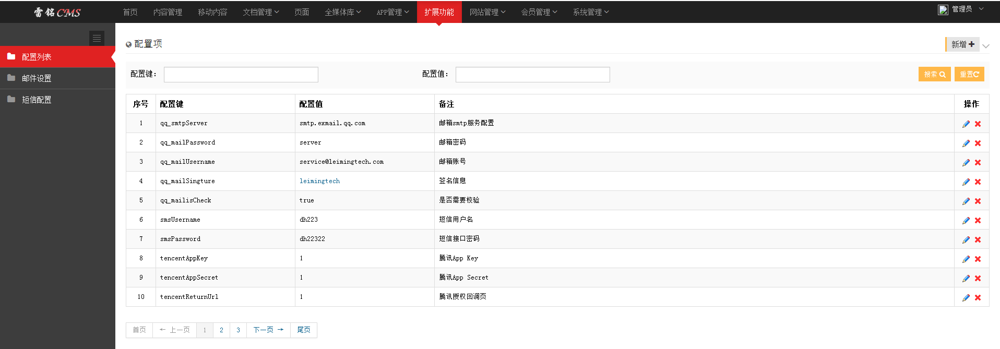 雷铭CMS 首页 内容管理 移动内容 文档管理 页面 全媒体库 APP管理 扩展功能 网站管理 会员管理 系统管理 管理员
配置列表
邮件设置
短信配置
配置项 新增
配置键： 配置值： 搜索 重置
序号 配置键 配置值 备注 操作
1 qq_smtpServer smtp.exmail.qq.com 邮箱smtp服务配置
2 qq_mailPassword server 邮箱密码
3 qq_mailUsername service@leimingtech.com 邮箱账号
4 qq_mailSingture leimingtech 签名信息
5 qq_mailisCheck true 是否需要校验
6 smsUsername dh223 短信用户名
7 smsPassword dh22322 短信接口密码
8 tencentAppKey 1 腾讯App Key
9 tencentAppSecret 1 腾讯App Secret
10 tencentReturnUrl 1 腾讯授权回调页
首页 ← 上一页 1 2 3 下一页 → 尾页